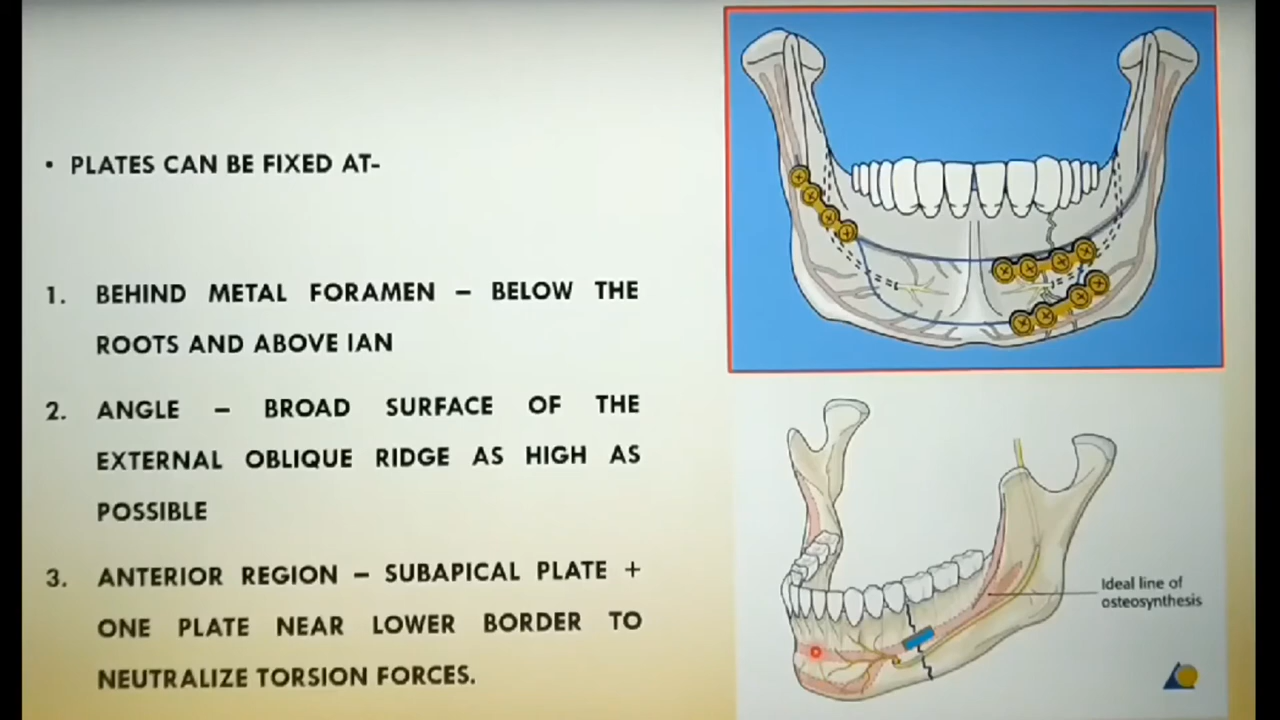 • PLATES CAN BE FIXED AT-
1. BEHIND METAL FORAMEN – BELOW THE
ROOTS AND ABOVE IAN
2. ANGLE – BROAD SURFACE OF THE
EXTERNAL OBLIQUE RIDGE AS HIGH AS
POSSIBLE
3. ANTERIOR REGION – SUBAPICAL PLATE +
ONE PLATE NEAR LOWER BORDER TO
NEUTRALIZE TORSION FORCES.
Ideal line of
osteosynthesis